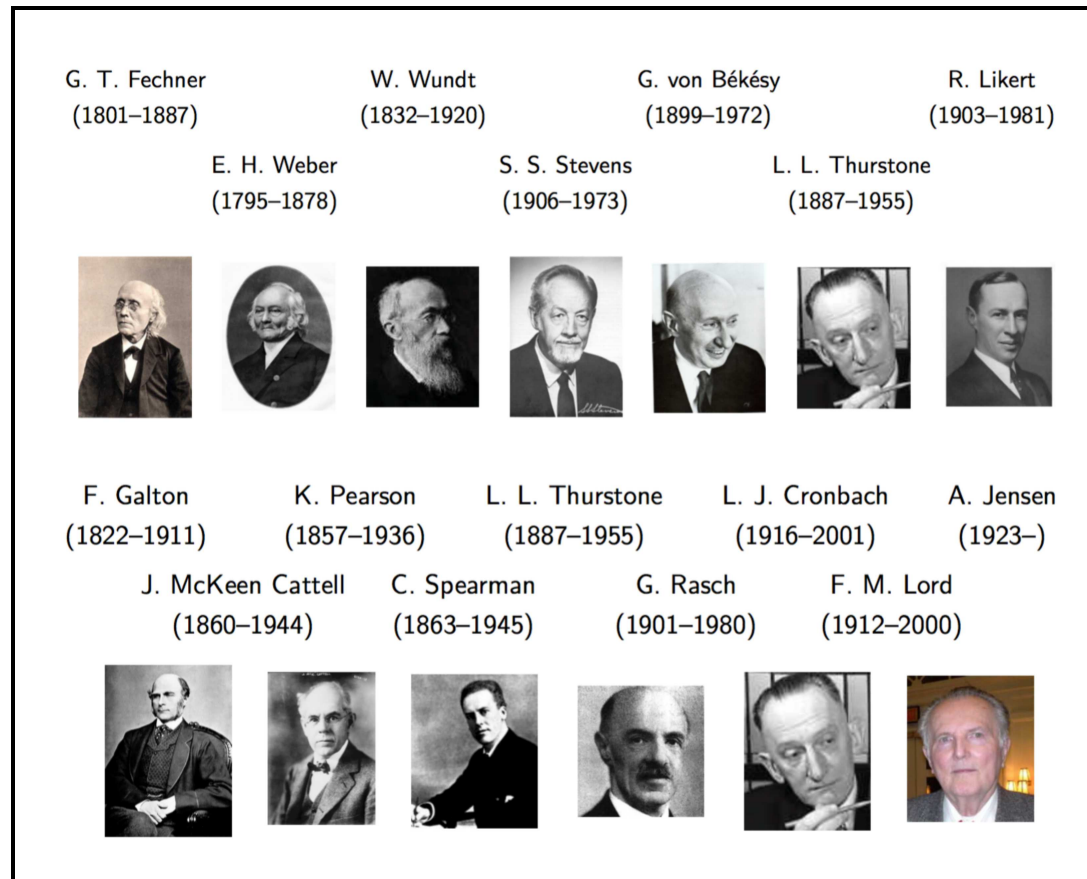 G. T. Fechner
(1801–1887)
W. Wundt
(1832–1920)
G. von Békésy
(1899–1972)
R. Likert
(1903–1981)
E. H. Weber
(1795–1878)
S. S. Stevens
(1906–1973)
L. L. Thurstone
(1887–1955)
F. Galton
(1822–1911)
K. Pearson
(1857–1936)
L. L. Thurstone
(1887–1955)
L. J. Cronbach
(1916–2001)
A. Jensen
(1923–)
J. McKeen Cattell
(1860–1944)
C. Spearman
(1863–1945)
G. Rasch
(1901–1980)
F. M. Lord
(1912–2000)